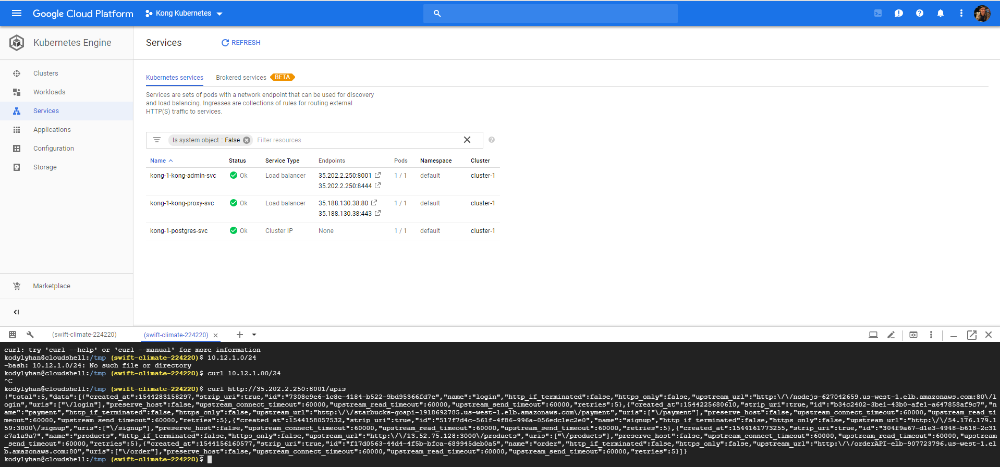 Google Cloud Platform
Kong Kubernetes
Kubernetes Engine
Services
REFRESH
Clusters
Workloads
Services
Applications
Configuration
Storage
Marketplace
Kubernetes services
Brokered services
BETA
Services are sets of pods with a network endpoint that can be used for discovery
and load balancing. Ingresses are collections of rules for routing external
HTTP(S) traffic to services.
Is system object : False
Filter resources
Name Status Service Type Endpoints Pods Namespace Cluster
kong-1-kong-admin-svc Ok Load balancer 35.202.2.250:8001 1 / 1 default cluster-1
35.202.2.250:8444
kong-1-kong-proxy-svc Ok Load balancer 35.188.130.38:80 1 / 1 default cluster-1
35.188.130.38:443
kong-1-postgres-svc Ok Cluster IP None 1 / 1 default cluster-1
(swift-climate-224220)
(swift-climate-224220)
curl: try 'curl --help' or 'curl --manual' for more information
kodylyhan@cloudshell:/tmp (swift-climate-224220)$ 10.12.1.0/24
-bash: 10.12.1.0/24: No such file or directory
kodylyhan@cloudshell:/tmp (swift-climate-224220)$ curl 10.12.1.00/24
^C
kodylyhan@cloudshell:/tmp (swift-climate-224220)$ curl http://35.202.2.250:8001/apis
{"total":5,"data":[{"created_at":1544283158297,"strip_uri":true,"id":"7308c9e6-1c8e-4184-b522-9bd95366fd7e","name":"login","http_if_terminated":false,"https_only":false,"upstream_url":"http:\/\/nodejs-627042659.us-west-1.elb.amazonaws.com:80\/l
ogin","uris":["\/login"],"preserve_host":false,"upstream_connect_timeout":60000,"upstream_read_timeout":60000,"upstream_send_timeout":60000,"retries":5},{"created_at":1544225680610,"strip_uri":true,"id":"b34c2402-3be1-43b0-afe1-a647858af9c7","
name":"payment","http_if_terminated":false,"https_only":false,"upstream_url":"http:\/\/starbucks-goapi-1918692785.us-west-1.elb.amazonaws.com\/payment","uris":["\/payment"],"preserve_host":false,"upstream_connect_timeout":60000,"upstream_read_ti
meout":60000,"upstream_send_timeout":60000,"retries":5},{"created_at":1544158057532,"strip_uri":true,"id":"517f7d4c-561f-4f86-996a-056edc1ec2e0","name":"signup","http_if_terminated":false,"https_only":false,"upstream_url":"http:\/\/54.176.179.1
59:3000\/signup","uris":["\/signup"],"preserve_host":false,"upstream_connect_timeout":60000,"upstream_read_timeout":60000,"upstream_send_timeout":60000,"retries":5},{"created_at":1544161773255,"strip_uri":true,"id":"304f9a67-d1e3-4948-b618-2c31
e7a1a9a7","name":"products","http_if_terminated":false,"https_only":false,"upstream_url":"http:\/\/13.52.75.128:3000\/products","uris":["\/products"],"preserve_host":false,"upstream_connect_timeout":60000,"upstream_read_timeout":60000,"upstream
_send_timeout":60000,"retries":5},{"created_at":1544156160577,"strip_uri":true,"id":"f17d0563-44d4-4f5b-bfca-689945deb0a5","name":"order","http_if_terminated":false,"https_only":false,"upstream_url":"http:\/\/orderAPI-elb-907723796.us-west-1.el
b.amazonaws.com:80","uris":["\/order"],"preserve_host":false,"upstream_connect_timeout":60000,"upstream_read_timeout":60000,"upstream_send_timeout":60000,"retries":5}]}
kodylyhan@cloudshell:/tmp (swift-climate-224220)$